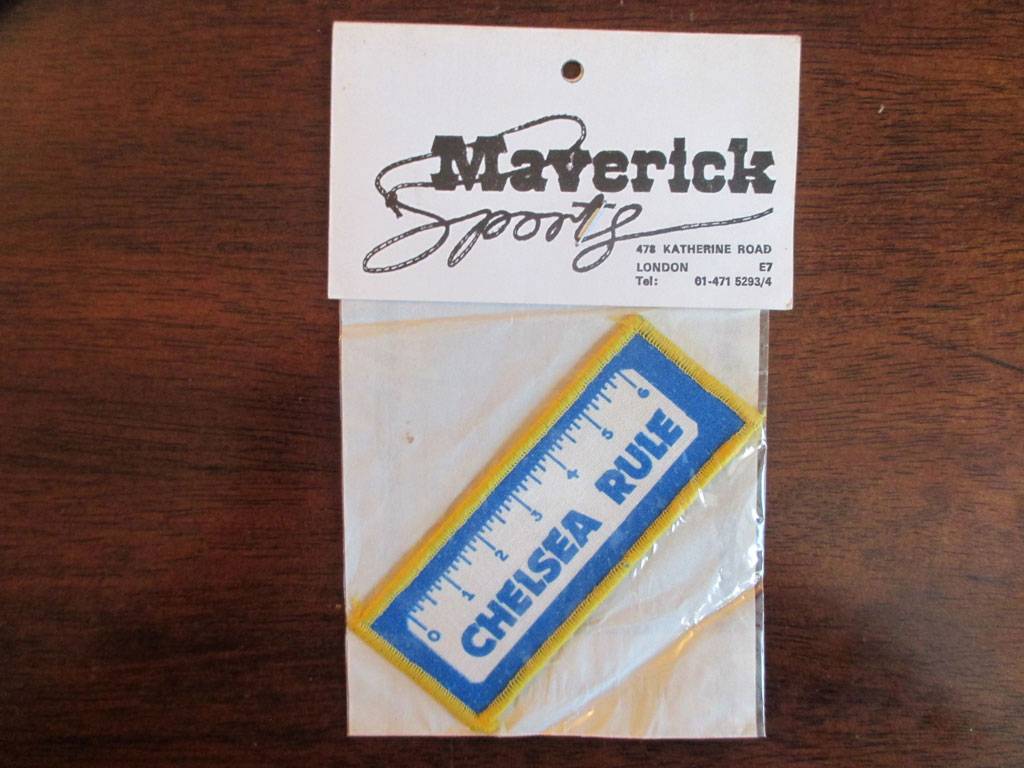 Maverick
Speed
478 KATHERINE ROAD
LONDON E7
Tel: 01-471 5293/4
0 1 2 3 4 5 6
CHELSEA RULE